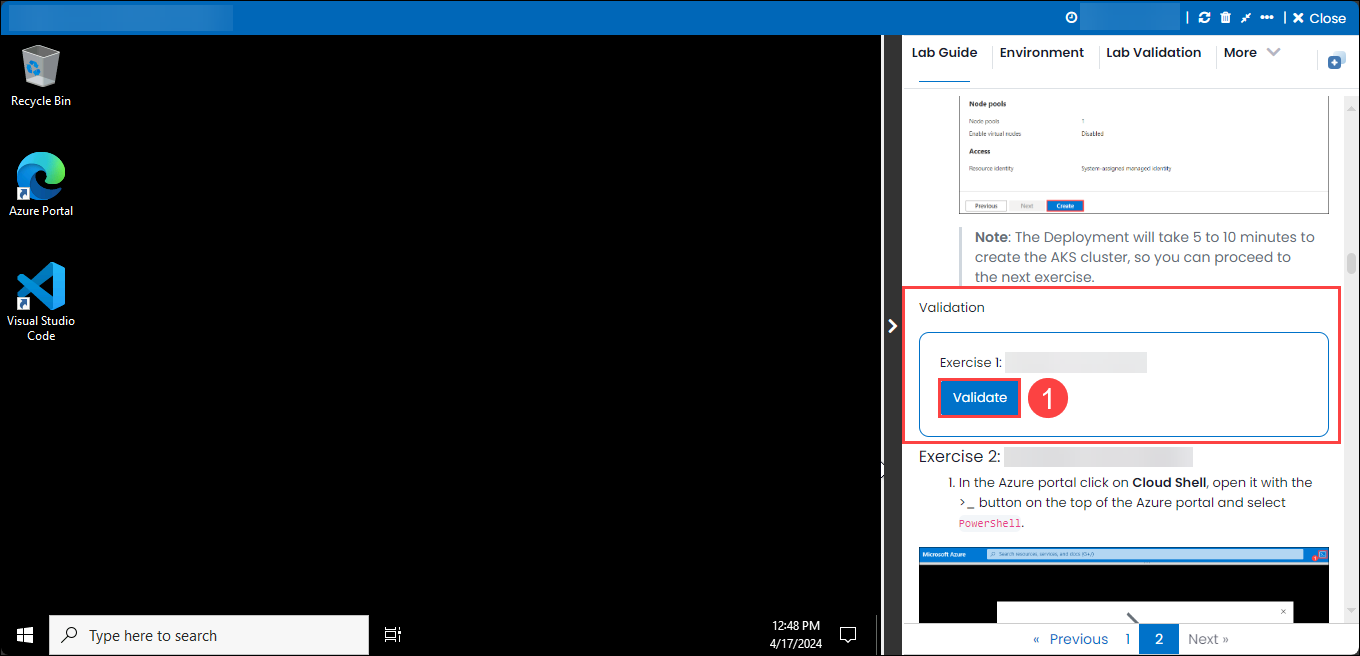 Close
Recycle Bin
Azure Portal
Visual Studio
Code
Type here to search
12:48 PM
4/17/2024
Lab Guide
Environment
Lab Validation
More
Node pools
Node pools
1
Enable virtual nodes
Disabled
Access
Resource identity
System-assigned managed identity
Previous
Next
Create
Note: The Deployment will take 5 to 10 minutes to
create the AKS cluster, so you can proceed to
the next exercise.
Validation
Exercise 1:
Validate
1
Exercise 2:
1. In the Azure portal click on Cloud Shell, open it with the
>_ button on the top of the Azure portal and select
PowerShell.
Microsoft Azure
Search resources, services, and docs (G+/)
« Previous 1 2 Next »